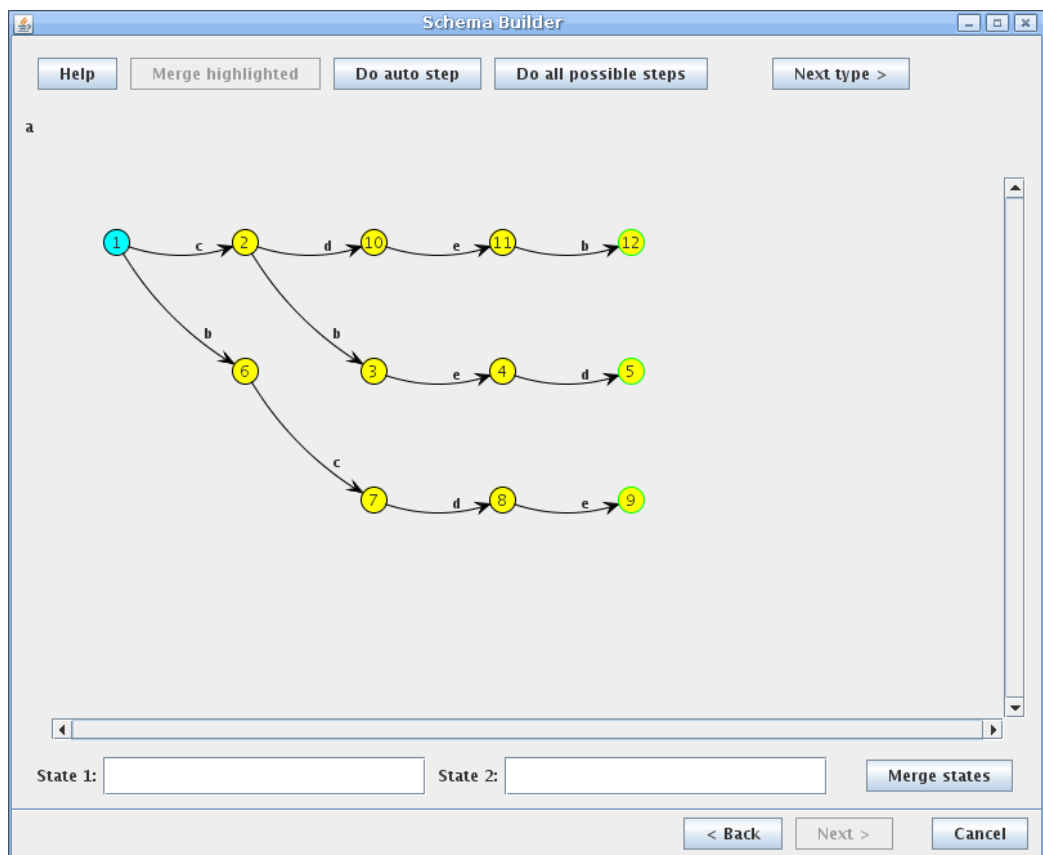 Schema Builder
Help Merge highlighted Do auto step Do all possible steps Next type >
a
1 c 2 d 10 e 11 b 12
b b
6 3 e 4 d 5
c
7 d 8 e 9
State 1: State 2: Merge states
< Back Next > Cancel